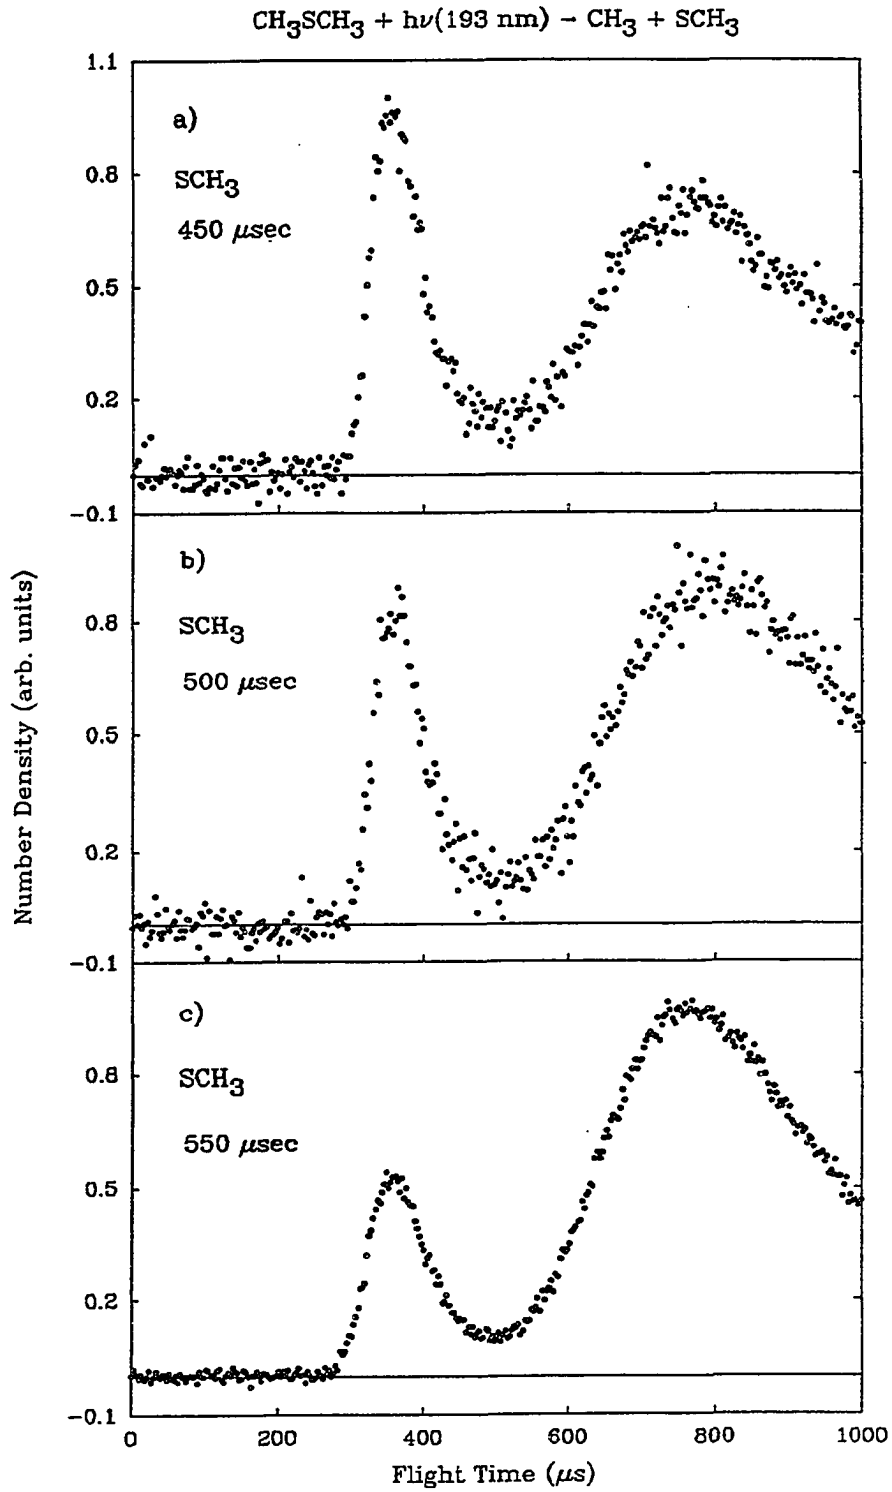 CH₃SCH₃ + hν(193 nm) – CH₃ + SCH₃
1.1
a)
0.8
SCH₃
450 μsec
0.5
0.2
-0.1
b)
0.8
SCH₃
500 μsec
0.5
0.2
-0.1
c)
0.8
SCH₃
550 μsec
0.5
0.2
-0.1
0 200 400 600 800 1000
Flight Time (μs)
Number Density (arb. units)